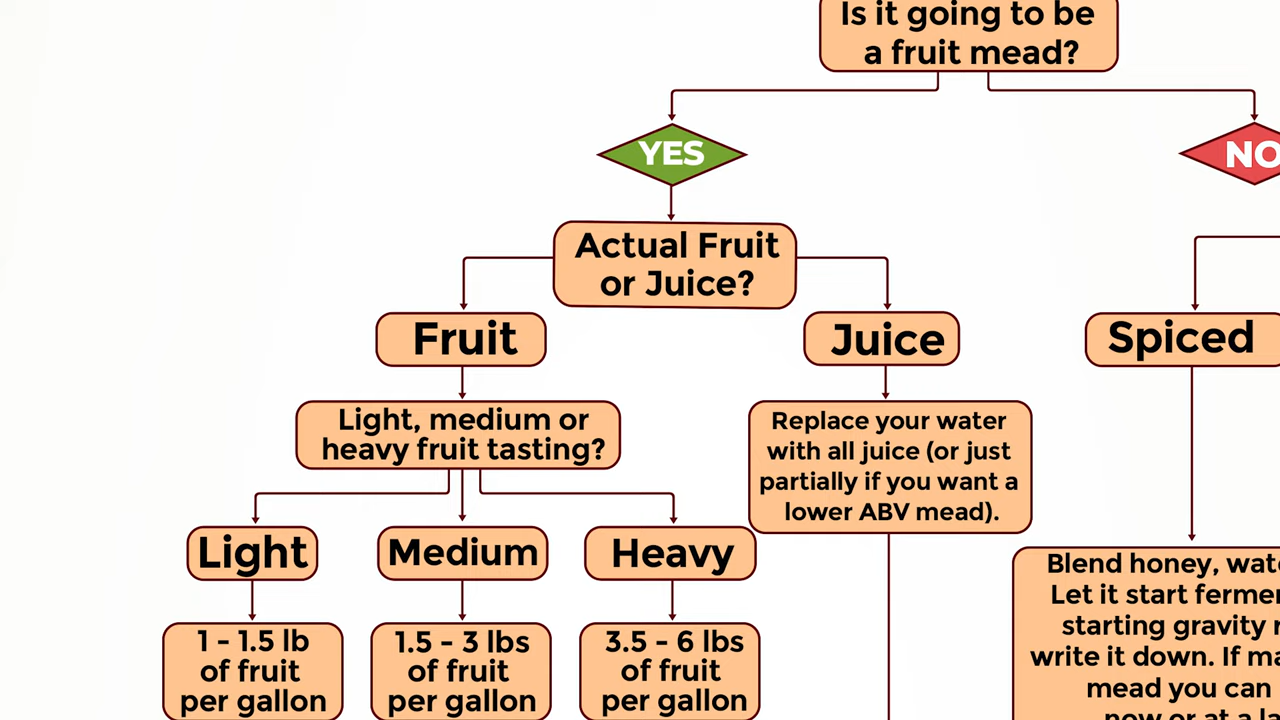 Is it going to be
a fruit mead?
YES
NO
Actual Fruit
or Juice?
Fruit
Juice
Spiced
Light, medium or
heavy fruit tasting?
Replace your water
with all juice (or just
partially if you want a
lower ABV mead).
Light
Medium
Heavy
1 - 1.5 lb
of fruit
per gallon
1.5 - 3 lbs
of fruit
per gallon
3.5 - 6 lbs
of fruit
per gallon
Blend honey,
Let it start
starting gravity
write it down. If
mead you can
now or at a